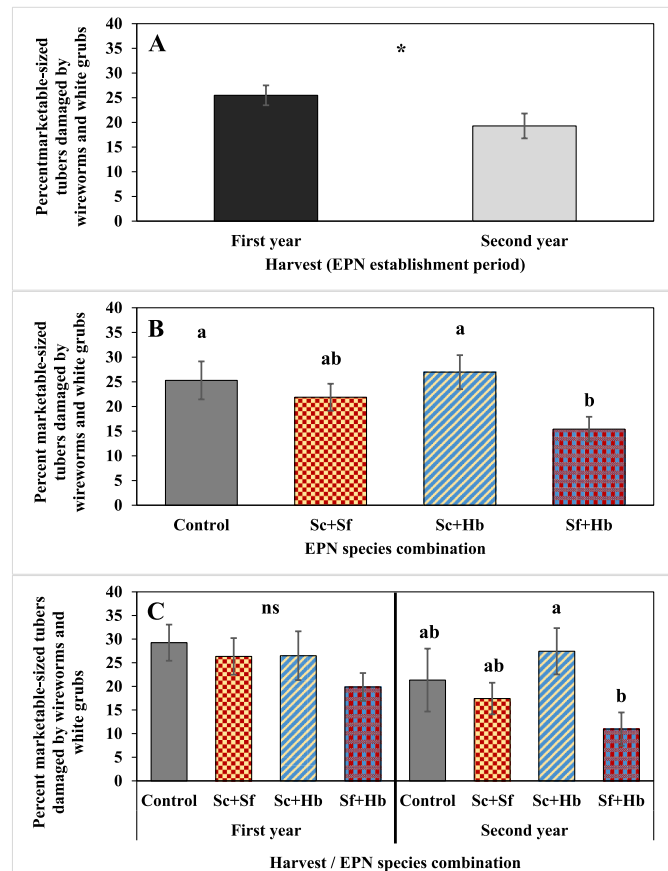 A
*
Percentmarketable-sized
tubers damaged by
wireworms and white grubs
40
35
30
25
20
15
10
5
0
First year Second year
Harvest (EPN establishment period)
B
Percent marketable-sized
tubers damaged by
wireworms and white grubs
40
35
30
25
20
15
10
5
0
a ab a b
Control Sc+Sf Sc+Hb Sf+Hb
EPN species combination
C
Percent marketable-sized tubers
damaged by wireworms and
white grubs
40
35
30
25
20
15
10
5
0
ns
ab ab a b
Control Sc+Sf Sc+Hb Sf+Hb Control Sc+Sf Sc+Hb Sf+Hb
First year Second year
Harvest / EPN species combination